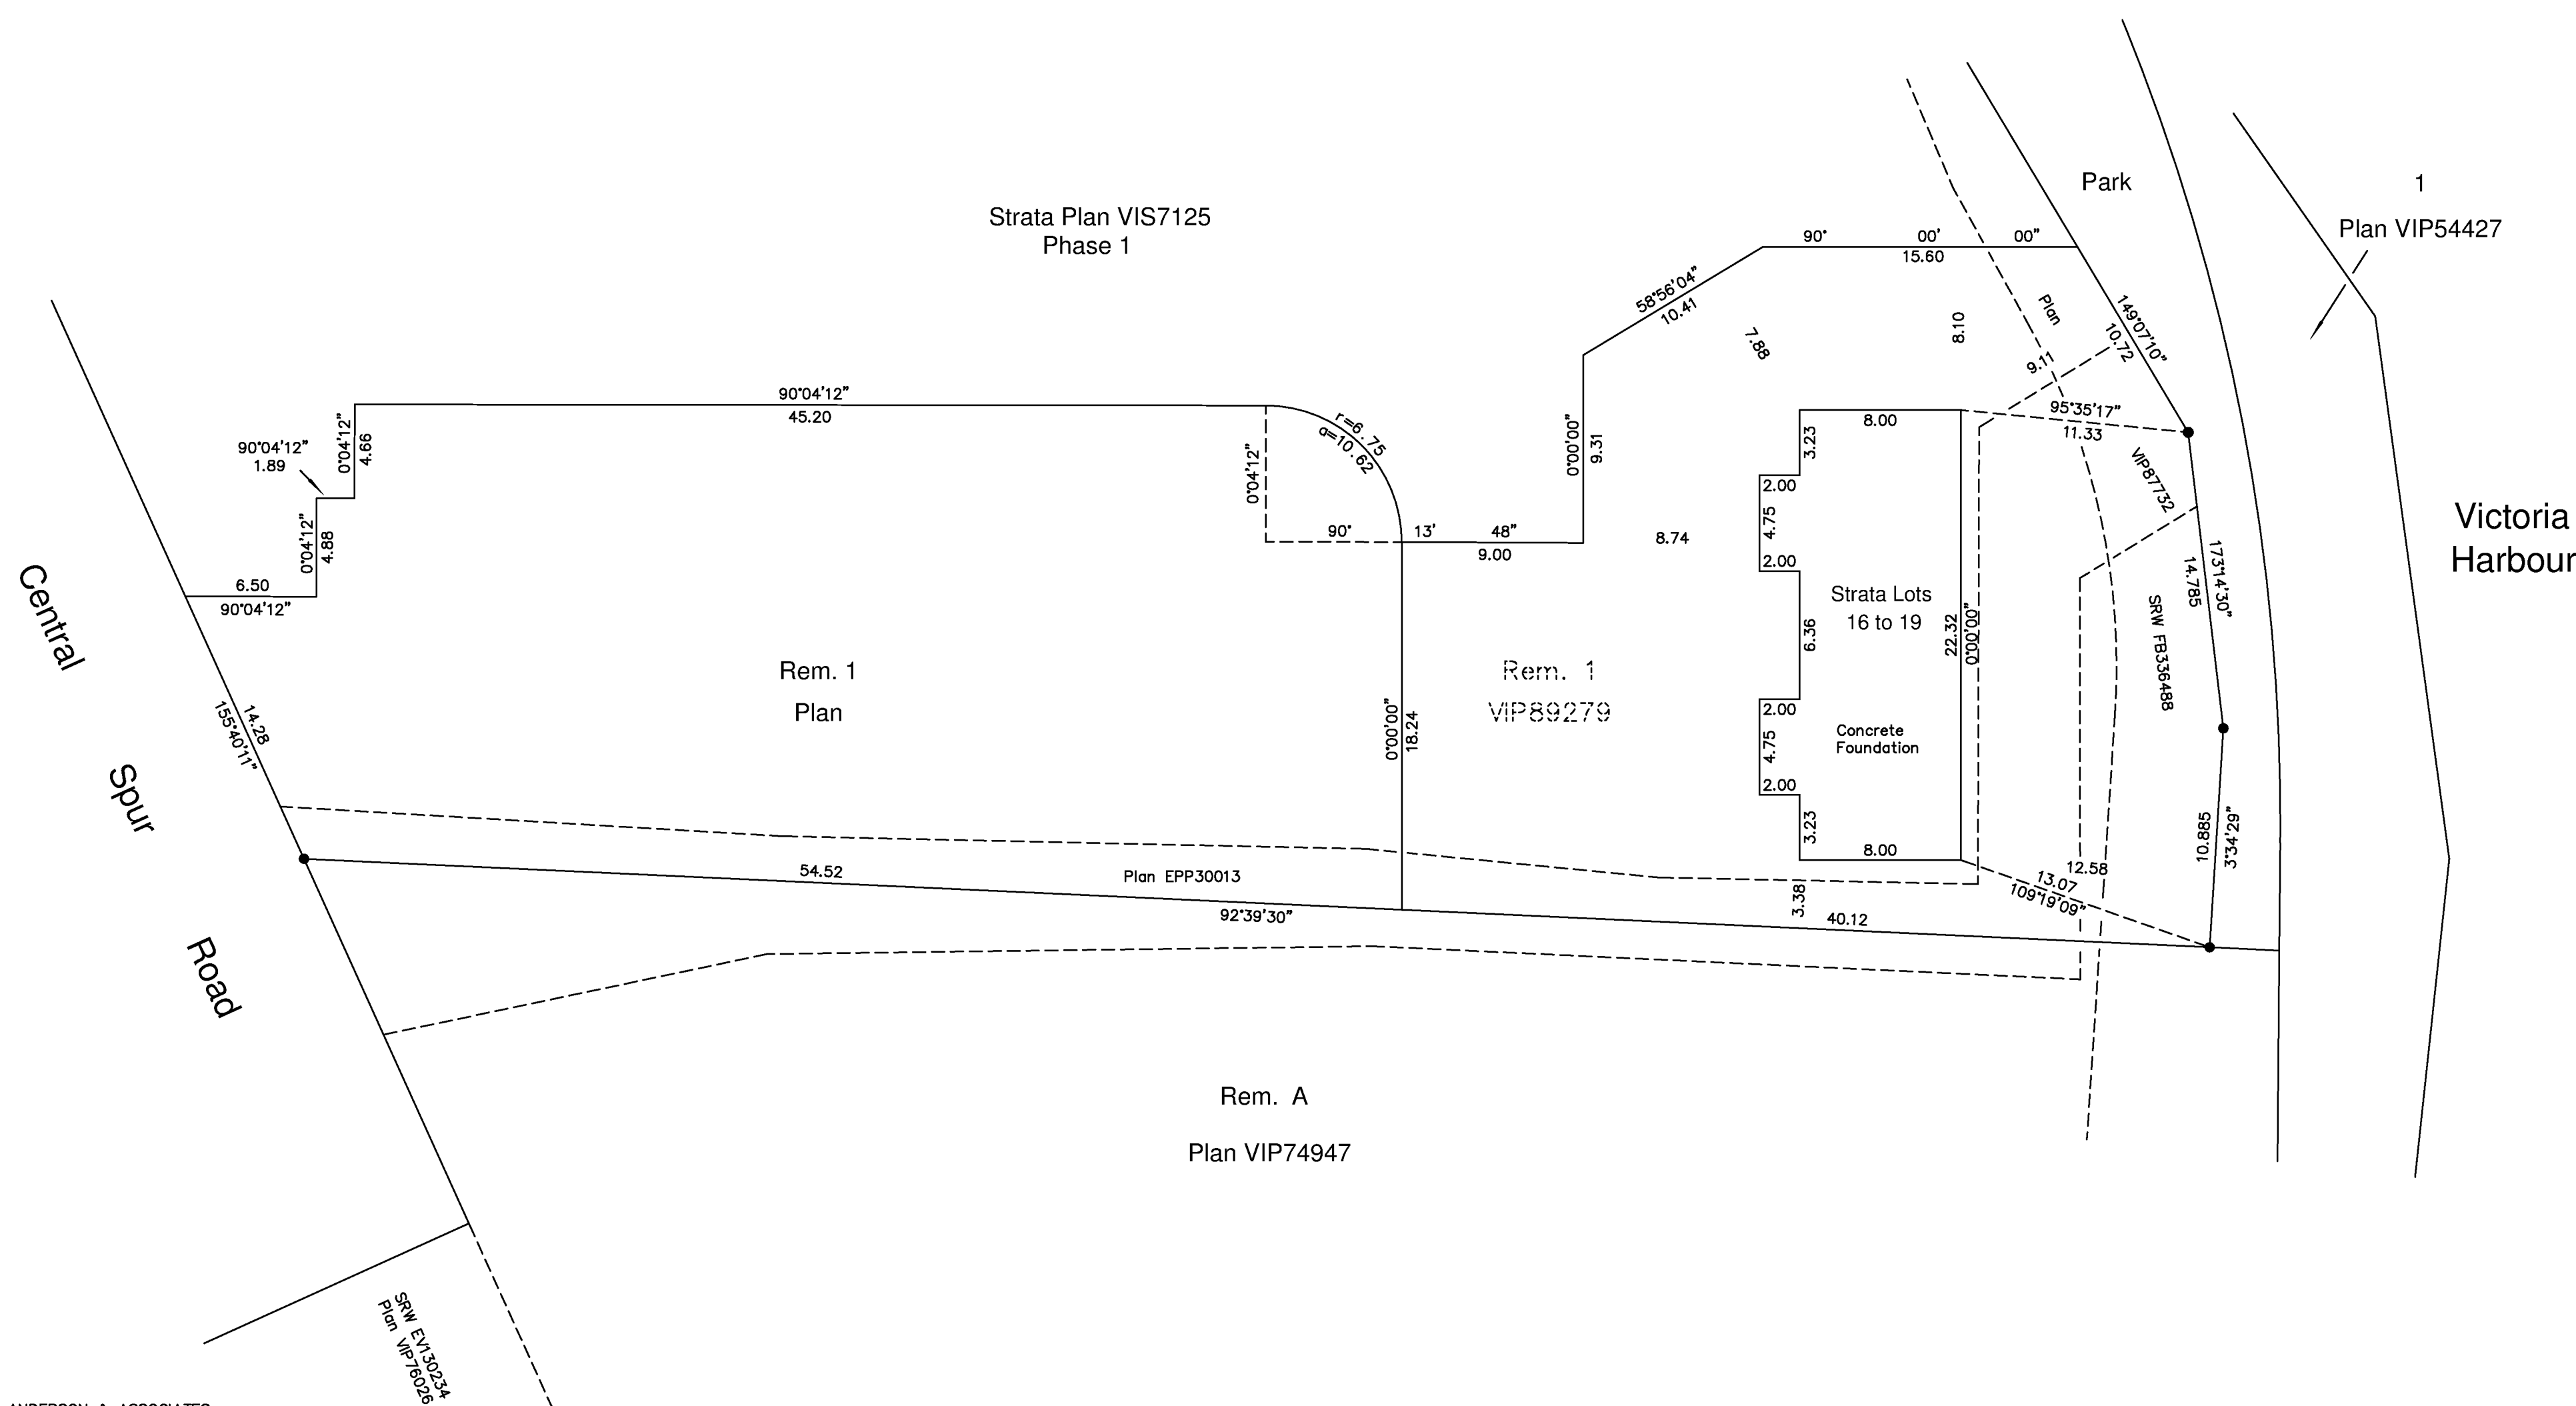 Park
1
Plan VIP54427
Strata Plan VIS7125
Phase 1
90° 00' 00"
15.60
58°56'04"
10.41
7.88
8.10
Plan
149°07'10"
10.72
9.11
90°04'12"
45.20
r=6.75
a=10.62
0°04'12"
4.66
90°04'12"
1.89
0°04'12"
4.88
6.50
90°04'12"
0°04'12"
90° 13' 48"
9.00
0°00'00"
9.31
8.74
8.00
3.23
2.00
4.75
2.00
6.36
2.00
4.75
2.00
3.23
8.00
95°35'17"
11.33
VIP87732
Victoria
Harbour
173°14'30"
14.785
SRW FB336488
Strata Lots
16 to 19
22.32
0°00'00"
Concrete
Foundation
Central
Spur
Road
14.28
155°40'11"
Rem. 1
Plan
Rem. 1
VIP89279
0°00'00"
18.24
54.52
Plan EPP30013
92°39'30"
3.38
40.12
12.58
13.07
109°19'09"
10.885
3°34'29"
Rem. A
Plan VIP74947
SRW EV130234
Plan VIP76026